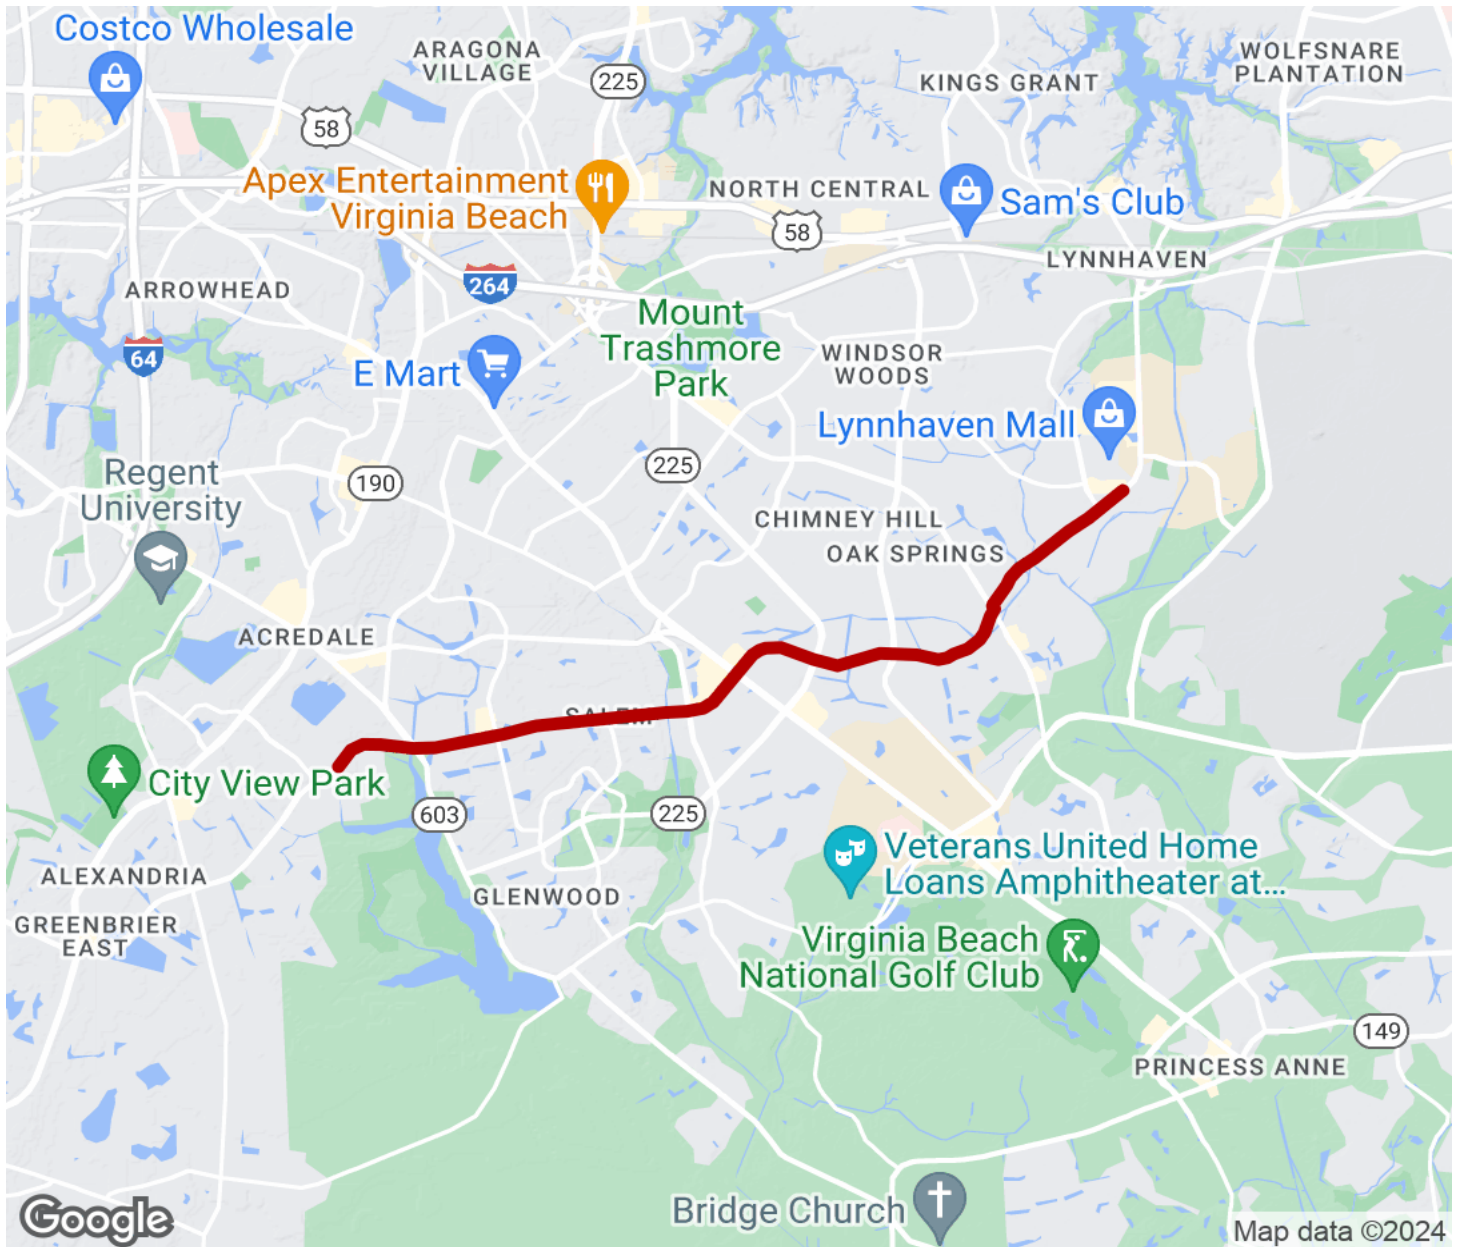 Costco Wholesale
ARAGONA
VILLAGE
225
KINGS GRANT
WOLFSNARE
PLANTATION
58
Apex Entertainment
Virginia Beach
NORTH CENTRAL
58
Sam's Club
LYNNHAVEN
ARROWHEAD
264
64
Mount
Trashmore
Park
E Mart
WINDSOR
WOODS
Lynnhaven Mall
Regent
University
190
225
CHIMNEY HILL
OAK SPRINGS
ACREDALE
SALEM
City View Park
603
225
ALEXANDRIA
GREENBRIER
EAST
GLENWOOD
Veterans United Home
Loans Amphitheater at...
Virginia Beach
National Golf Club
149
PRINCESS ANNE
Bridge Church
Google
Map data ©2024